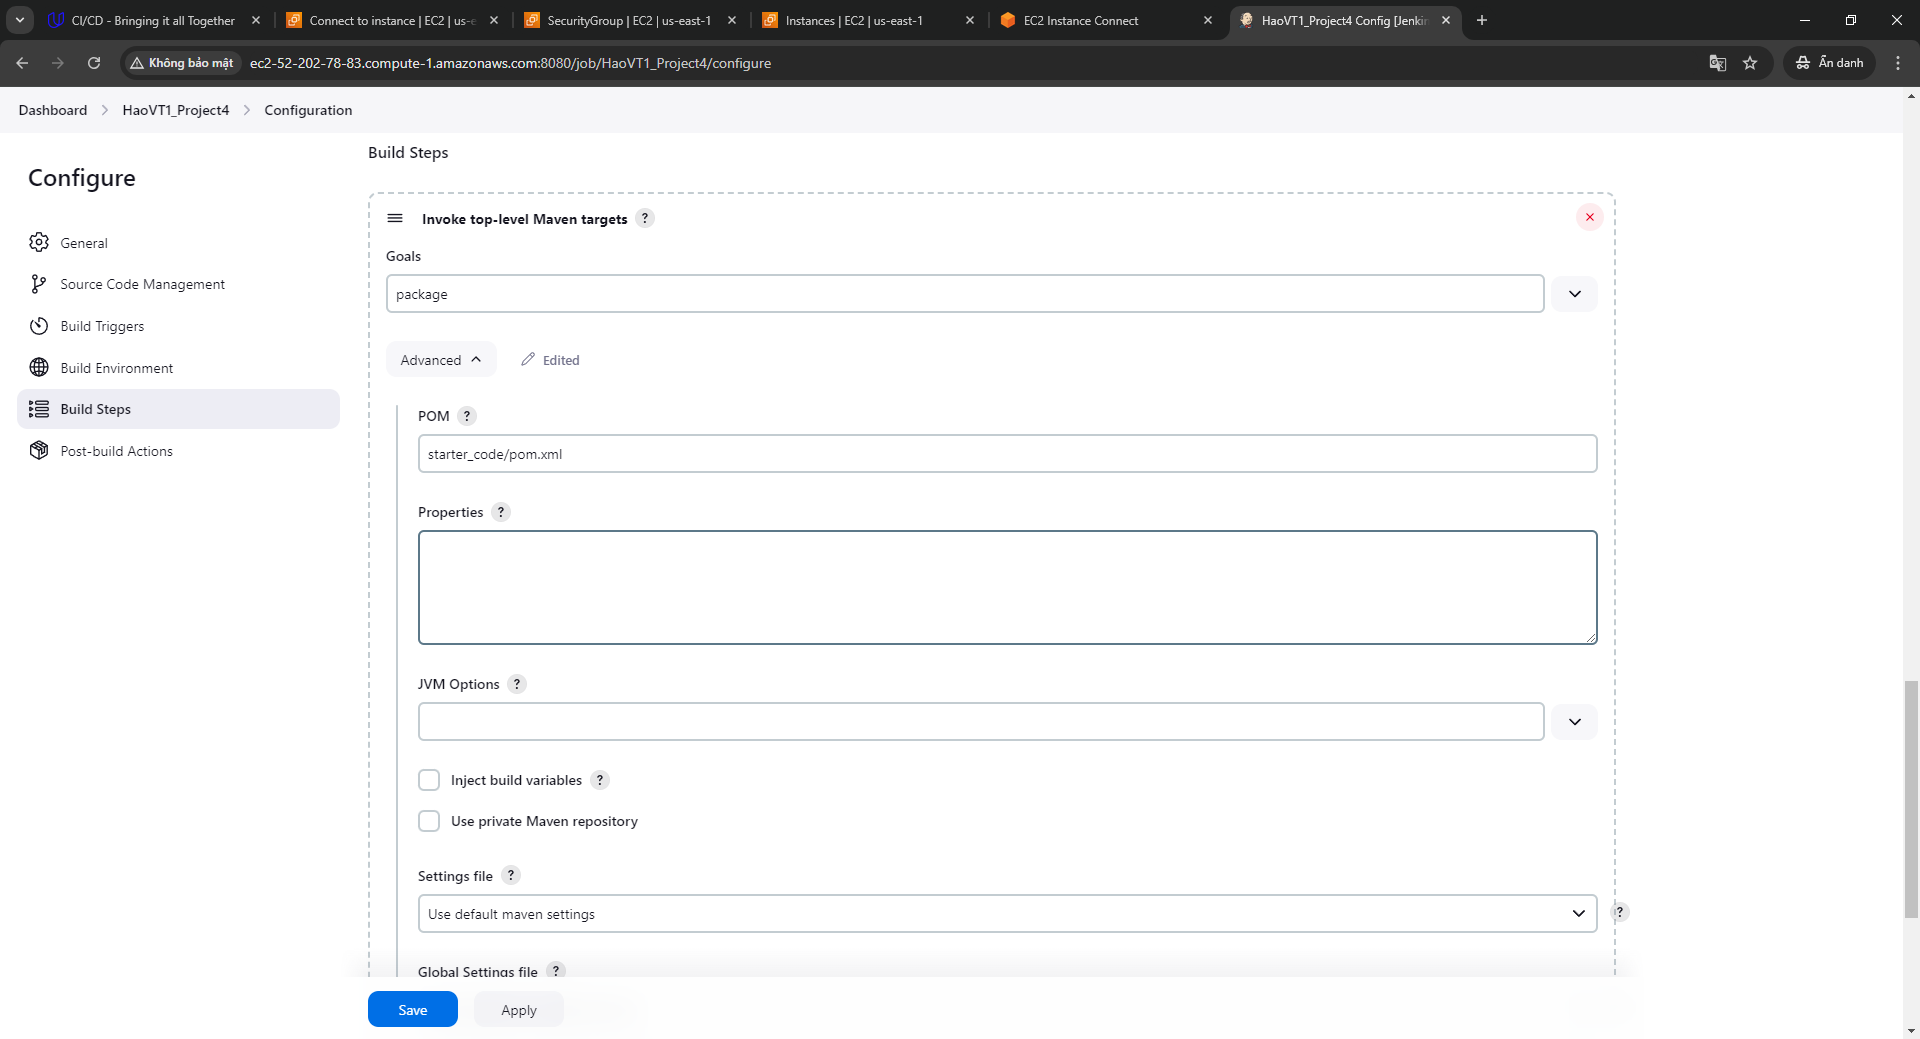 CI/CD - Bringing it all Together
Connect to instance | EC2 | us-e
SecurityGroup | EC2 | us-east-1
Instances | EC2 | us-east-1
EC2 Instance Connect
HaoVT1_Project4 Config [Jenkin
Không bảo mật
ec2-52-202-78-83.compute-1.amazonaws.com:8080/job/HaoVT1_Project4/configure
Ẩn danh
Dashboard
HaoVT1_Project4
Configuration
Configure
General
Source Code Management
Build Triggers
Build Environment
Build Steps
Post-build Actions
Build Steps
Invoke top-level Maven targets ?
Goals
package
Advanced
Edited
POM ?
starter_code/pom.xml
Properties ?
JVM Options ?
Inject build variables ?
Use private Maven repository
Settings file ?
Use default maven settings
?
Global Settings file ?
Save
Apply